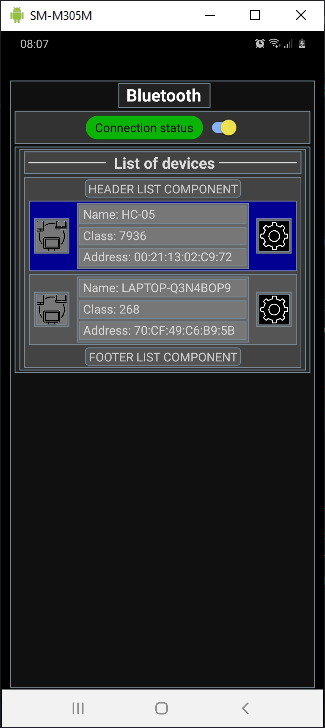 SM-M305M
08:07
Bluetooth
Connection status
List of devices
HEADER LIST COMPONENT
Name: HC-05
Class: 7936
Address: 00:21:13:02:C9:72
Name: LAPTOP-Q3N4BOP9
Class: 268
Address: 70:CF:49:C6:B9:5B
FOOTER LIST COMPONENT